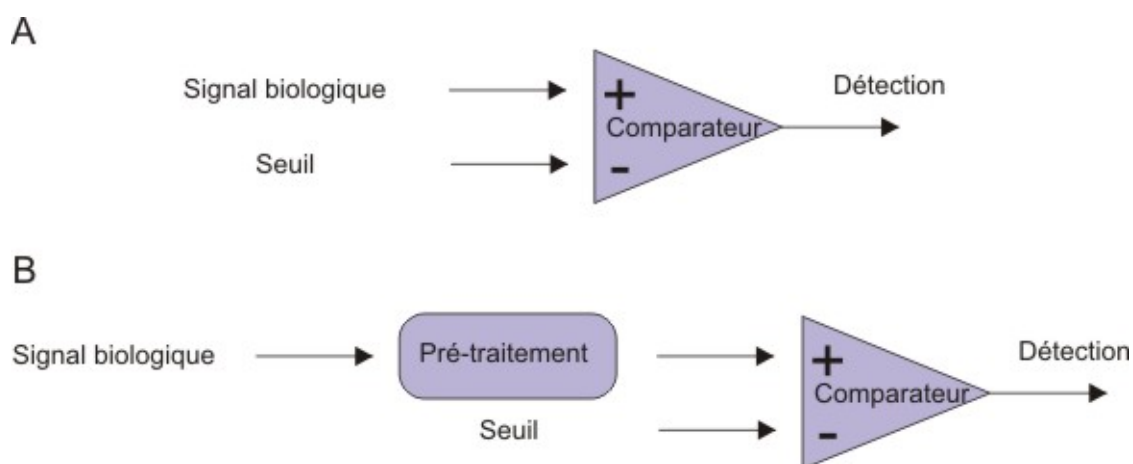 A
Signal biologique
Détection
+
Comparateur
Seuil
-
B
Signal biologique
Pré-traitement
Détection
+
Comparateur
Seuil
-